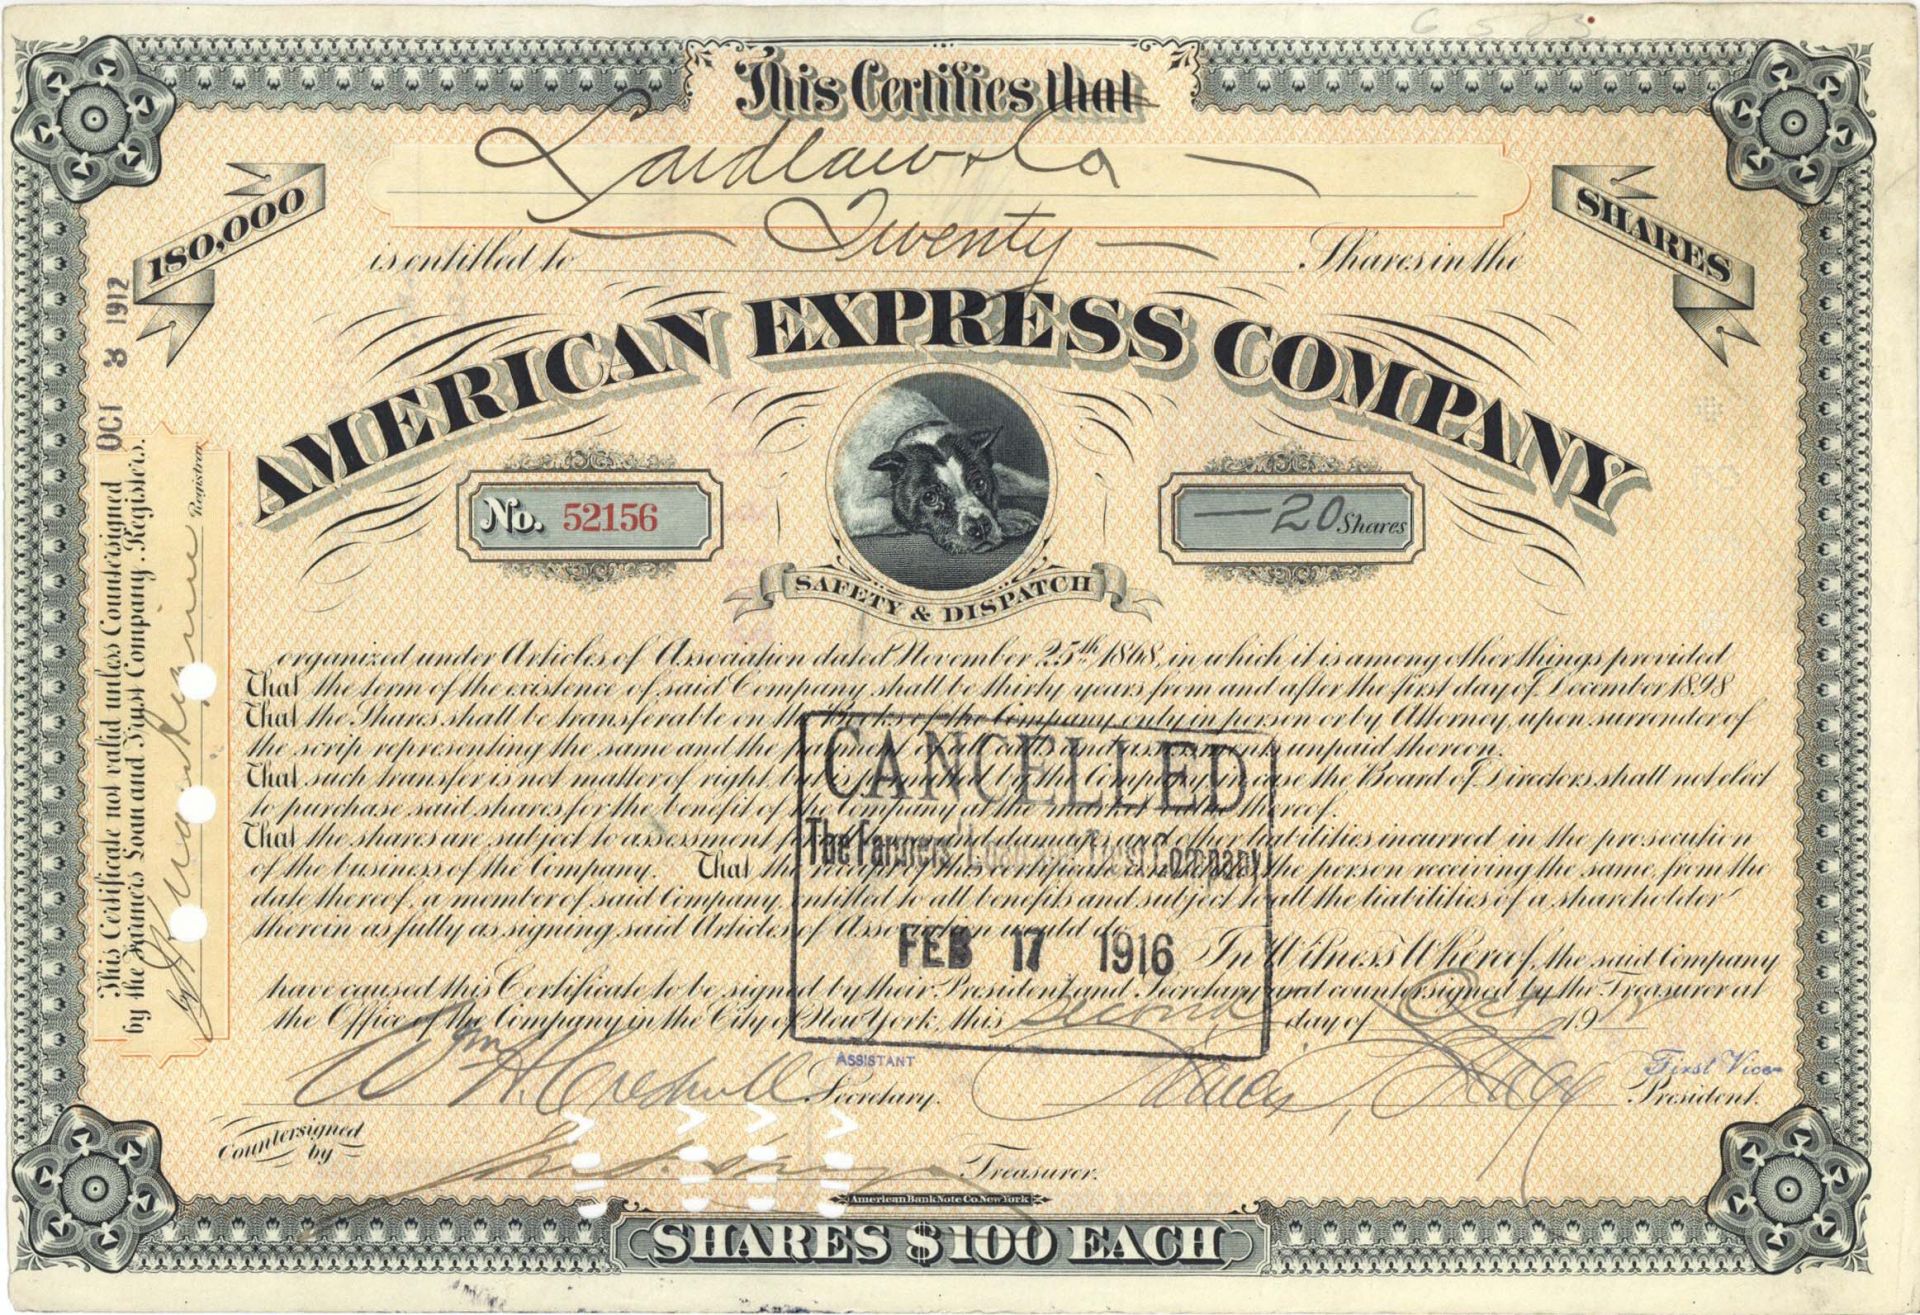 6583
This Certifies that
Laidlaw & Co
180,000
SHARES
is entitled to Twenty Shares in the
AMERICAN EXPRESS COMPANY
No. 52156
20 Shares
SAFETY & DISPATCH
organized under Articles of Association dated November 25th 1868, in which it is among other things provided
That the term of the existence of said Company shall be thirty years from and after the first day of December 1898
That the Shares shall be transferable on the Books of the Company only in person or by Attorney, upon surrender of
the scrip representing the same and the payment of all calls and assessments unpaid thereon.
That such transfer is not matter of right, but is permitted by the Company in case the Board of Directors shall not elect
to purchase said shares for the benefit of the Company at the market value thereof.
That the shares are subject to assessment for losses and damages and other liabilities incurred in the prosecution
of the business of the Company. That the receipt of this certificate constitutes the person receiving the same, from the
date thereof, a member of said Company, entitled to all benefits and subject to all the liabilities of a shareholder
therein as fully as signing said Articles of Association would do.
In Witness Whereof, the said Company
have caused this Certificate to be signed by their President and Secretary and countersigned by the Treasurer at
the Office of the Company in the City of New York, this second day of Oct 1912
CANCELLED
The Farmers' Loan and Trust Company
FEB 17 1916
Wm H. Creshull
ASSISTANT
Secretary.
First Vice
President.
Countersigned by
Treasurer.
American Bank Note Co. New York
SHARES $100 EACH
OCT 3 1912
This Certificate not valid unless Countersigned
by the Farmers Loan and Trust Company, Registers.
by
Registrar